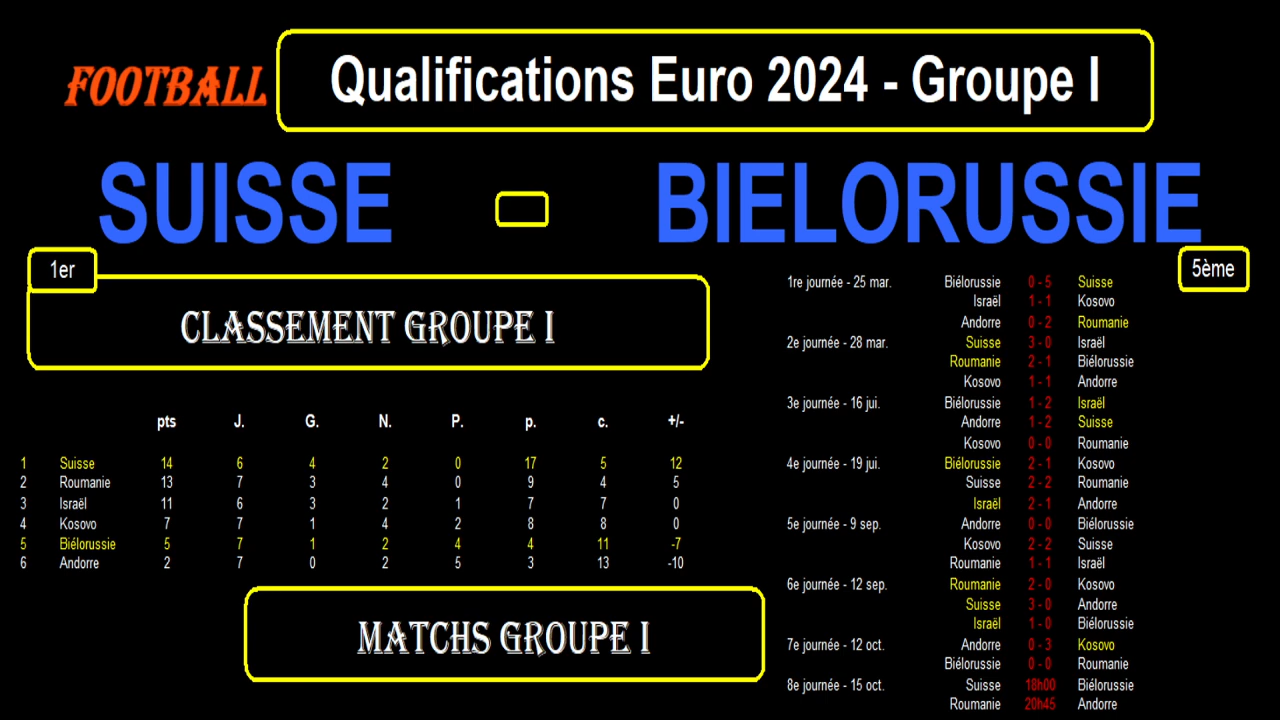 FOOTBALL
Qualifications Euro 2024 - Groupe I
SUISSE
BIELORUSSIE
1er
5ème
CLASSEMENT GROUPE I
pts J. G. N. P. p. c. +/-
1 Suisse 14 6 4 2 0 17 5 12
2 Roumanie 13 7 3 4 0 9 4 5
3 Israël 11 6 3 2 1 7 7 0
4 Kosovo 7 7 1 4 2 8 8 0
5 Biélorussie 5 7 1 2 4 4 11 -7
6 Andorre 2 7 0 2 5 3 13 -10
MATCHS GROUPE I
1re journée - 25 mar. Biélorussie 0 - 5 Suisse
Israël 1 - 1 Kosovo
Andorre 0 - 2 Roumanie
2e journée - 28 mar. Suisse 3 - 0 Israël
Roumanie 2 - 1 Biélorussie
Kosovo 1 - 1 Andorre
3e journée - 16 jui. Biélorussie 1 - 2 Israël
Andorre 1 - 2 Suisse
Kosovo 0 - 0 Roumanie
4e journée - 19 jui. Biélorussie 2 - 1 Kosovo
Suisse 2 - 2 Roumanie
Israël 2 - 1 Andorre
5e journée - 9 sep. Andorre 0 - 0 Biélorussie
Kosovo 2 - 2 Suisse
Roumanie 1 - 1 Israël
6e journée - 12 sep. Roumanie 2 - 0 Kosovo
Suisse 3 - 0 Andorre
Israël 1 - 0 Biélorussie
7e journée - 12 oct. Andorre 0 - 3 Kosovo
Biélorussie 0 - 0 Roumanie
8e journée - 15 oct. Suisse 18h00 Biélorussie
Roumanie 20h45 Andorre